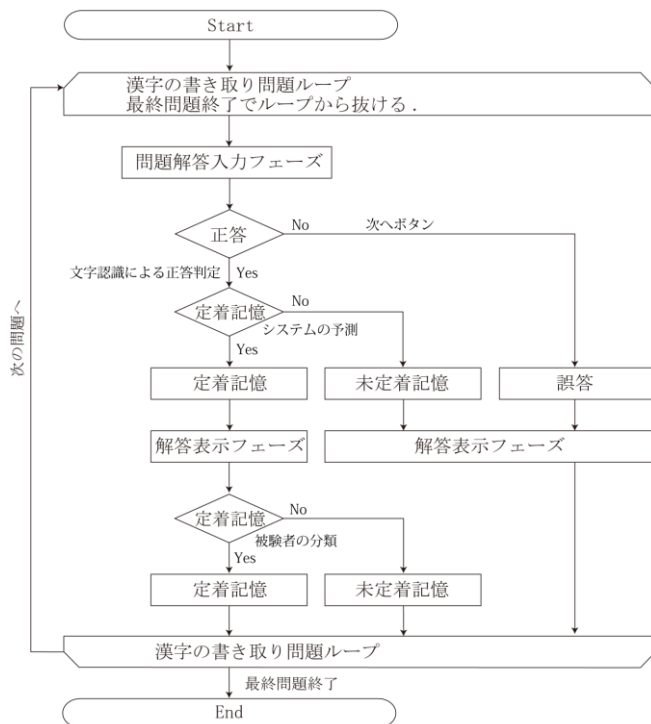 Start
漢字の書き取り問題ループ
最終問題終了でループから抜ける.
問題解答入力フェーズ
正答
No
次へボタン
文字認識による正答判定
Yes
定着記憶
No
システムの予測
Yes
次の問題へ
定着記憶
未定着記憶
誤答
解答表示フェーズ
解答表示フェーズ
定着記憶
No
被験者の分類
Yes
定着記憶
未定着記憶
漢字の書き取り問題ループ
最終問題終了
End